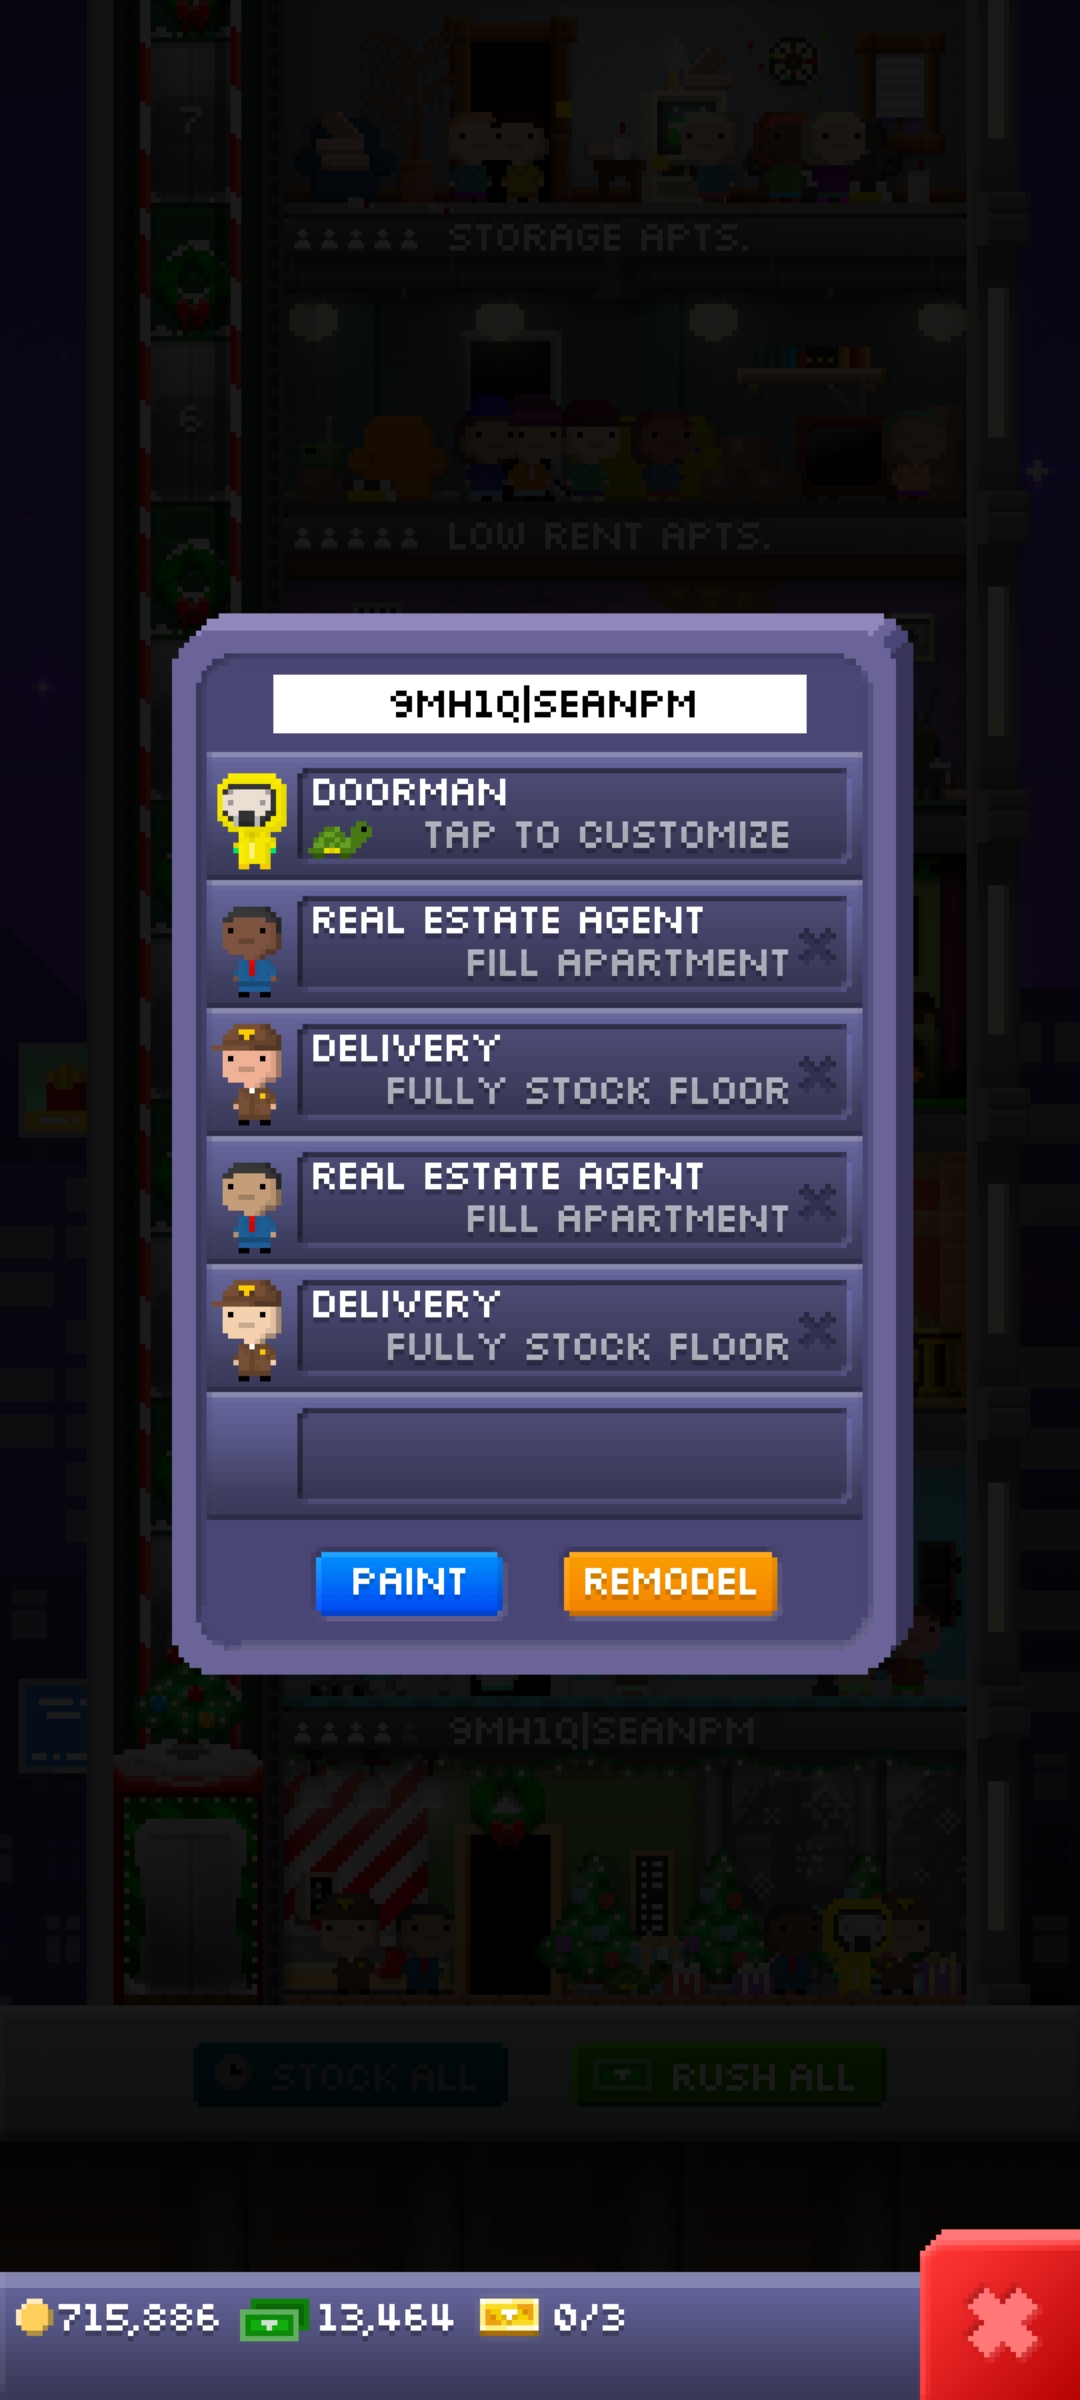 7
STORAGE APTS.
6
LOW RENT APTS.
9MH1Q|SEANPM
DOORMAN
TAP TO CUSTOMIZE
REAL ESTATE AGENT
FILL APARTMENT
DELIVERY
FULLY STOCK FLOOR
REAL ESTATE AGENT
FILL APARTMENT
DELIVERY
FULLY STOCK FLOOR
PAINT
REMODEL
9MH1Q|SEANPM
STOCK ALL
RUSH ALL
715,886
13,464
0/3